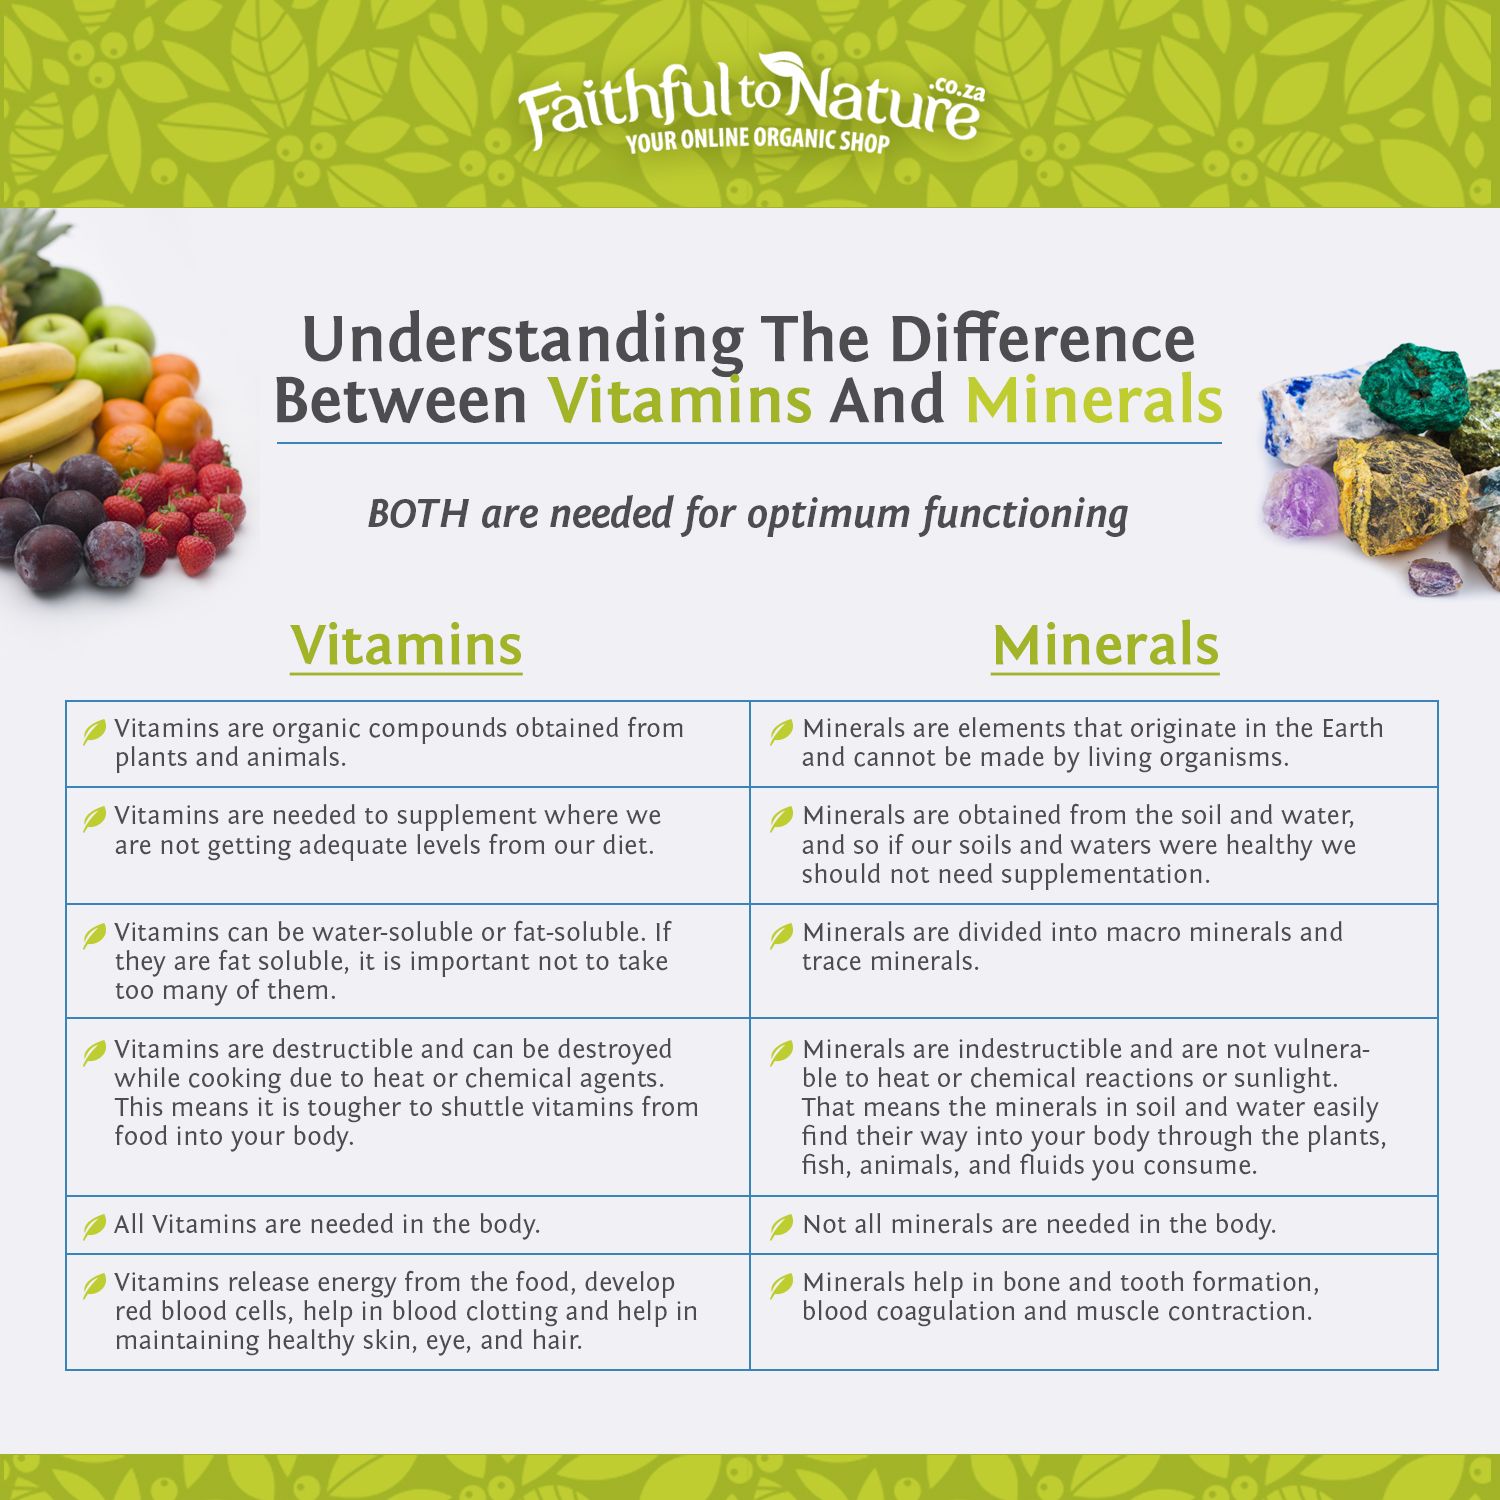 Faithful to Nature .co.za
YOUR ONLINE ORGANIC SHOP
Understanding The Difference
Between Vitamins And Minerals
BOTH are needed for optimum functioning
Vitamins
Minerals
Vitamins are organic compounds obtained from
plants and animals.
Minerals are elements that originate in the Earth
and cannot be made by living organisms.
Vitamins are needed to supplement where we
are not getting adequate levels from our diet.
Minerals are obtained from the soil and water,
and so if our soils and waters were healthy we
should not need supplementation.
Vitamins can be water-soluble or fat-soluble. If
they are fat soluble, it is important not to take
too many of them.
Minerals are divided into macro minerals and
trace minerals.
Vitamins are destructible and can be destroyed
while cooking due to heat or chemical agents.
This means it is tougher to shuttle vitamins from
food into your body.
Minerals are indestructible and are not vulnera-
ble to heat or chemical reactions or sunlight.
That means the minerals in soil and water easily
find their way into your body through the plants,
fish, animals, and fluids you consume.
All Vitamins are needed in the body.
Not all minerals are needed in the body.
Vitamins release energy from the food, develop
red blood cells, help in blood clotting and help in
maintaining healthy skin, eye, and hair.
Minerals help in bone and tooth formation,
blood coagulation and muscle contraction.